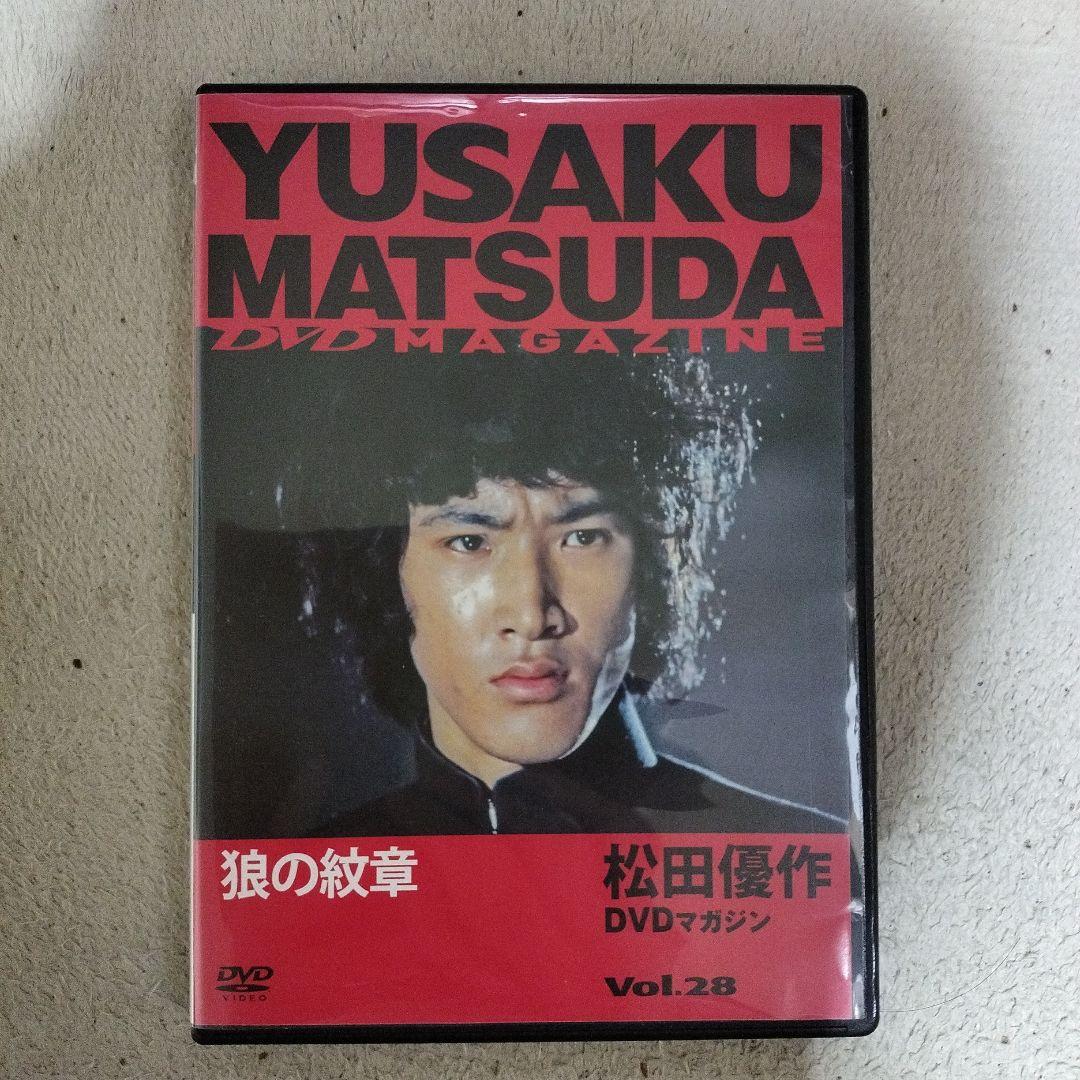 YUSAKU
MATSUDA
DVD MAGAZINE
狼の紋章
松田優作
DVDマガジン
DVD
VIDEO
Vol.28